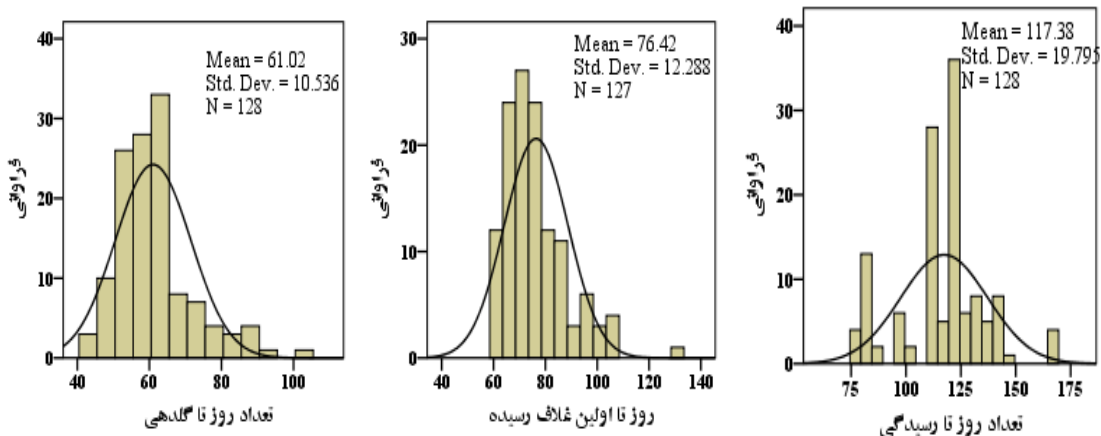 40
30
20
10
0
فراوانی
Mean = 61.02
Std. Dev. = 10.536
N = 128
40 60 80 100
تعداد روز تا گلدهی
30
20
10
0
فراوانی
Mean = 76.42
Std. Dev. = 12.288
N = 127
40 60 80 100 120 140
روز تا اولین غلاف رسیده
40
30
20
10
0
فراوانی
Mean = 117.38
Std. Dev. = 19.795
N = 128
75 100 125 150 175
تعداد روز تا رسیدگی